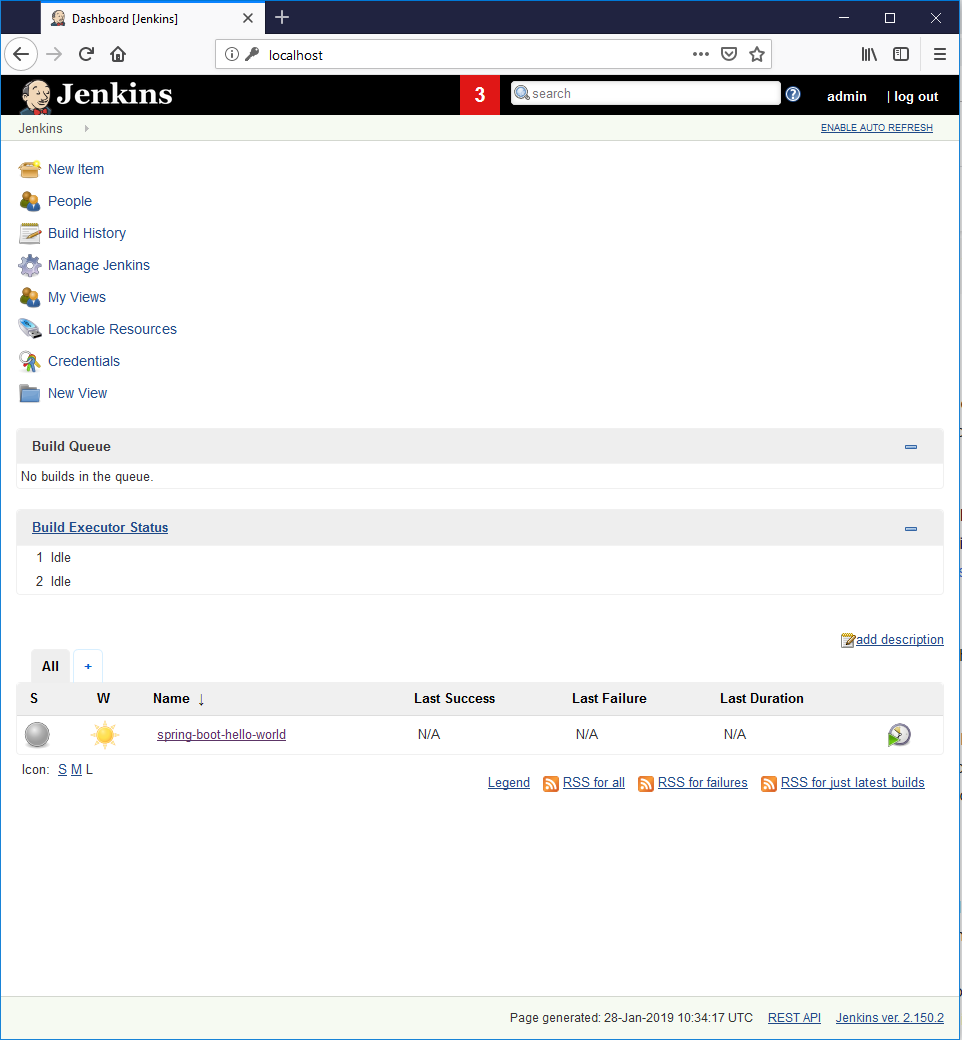 Dashboard [Jenkins]
localhost
Jenkins 3 search ? admin | log out
Jenkins ENABLE AUTO REFRESH
New Item
People
Build History
Manage Jenkins
My Views
Lockable Resources
Credentials
New View
Build Queue
No builds in the queue.
Build Executor Status
1 Idle
2 Idle
add description
All +
S W Name ↓ Last Success Last Failure Last Duration
spring-boot-hello-world N/A N/A N/A
Icon: S M L
Legend RSS for all RSS for failures RSS for just latest builds
Page generated: 28-Jan-2019 10:34:17 UTC REST API Jenkins ver. 2.150.2